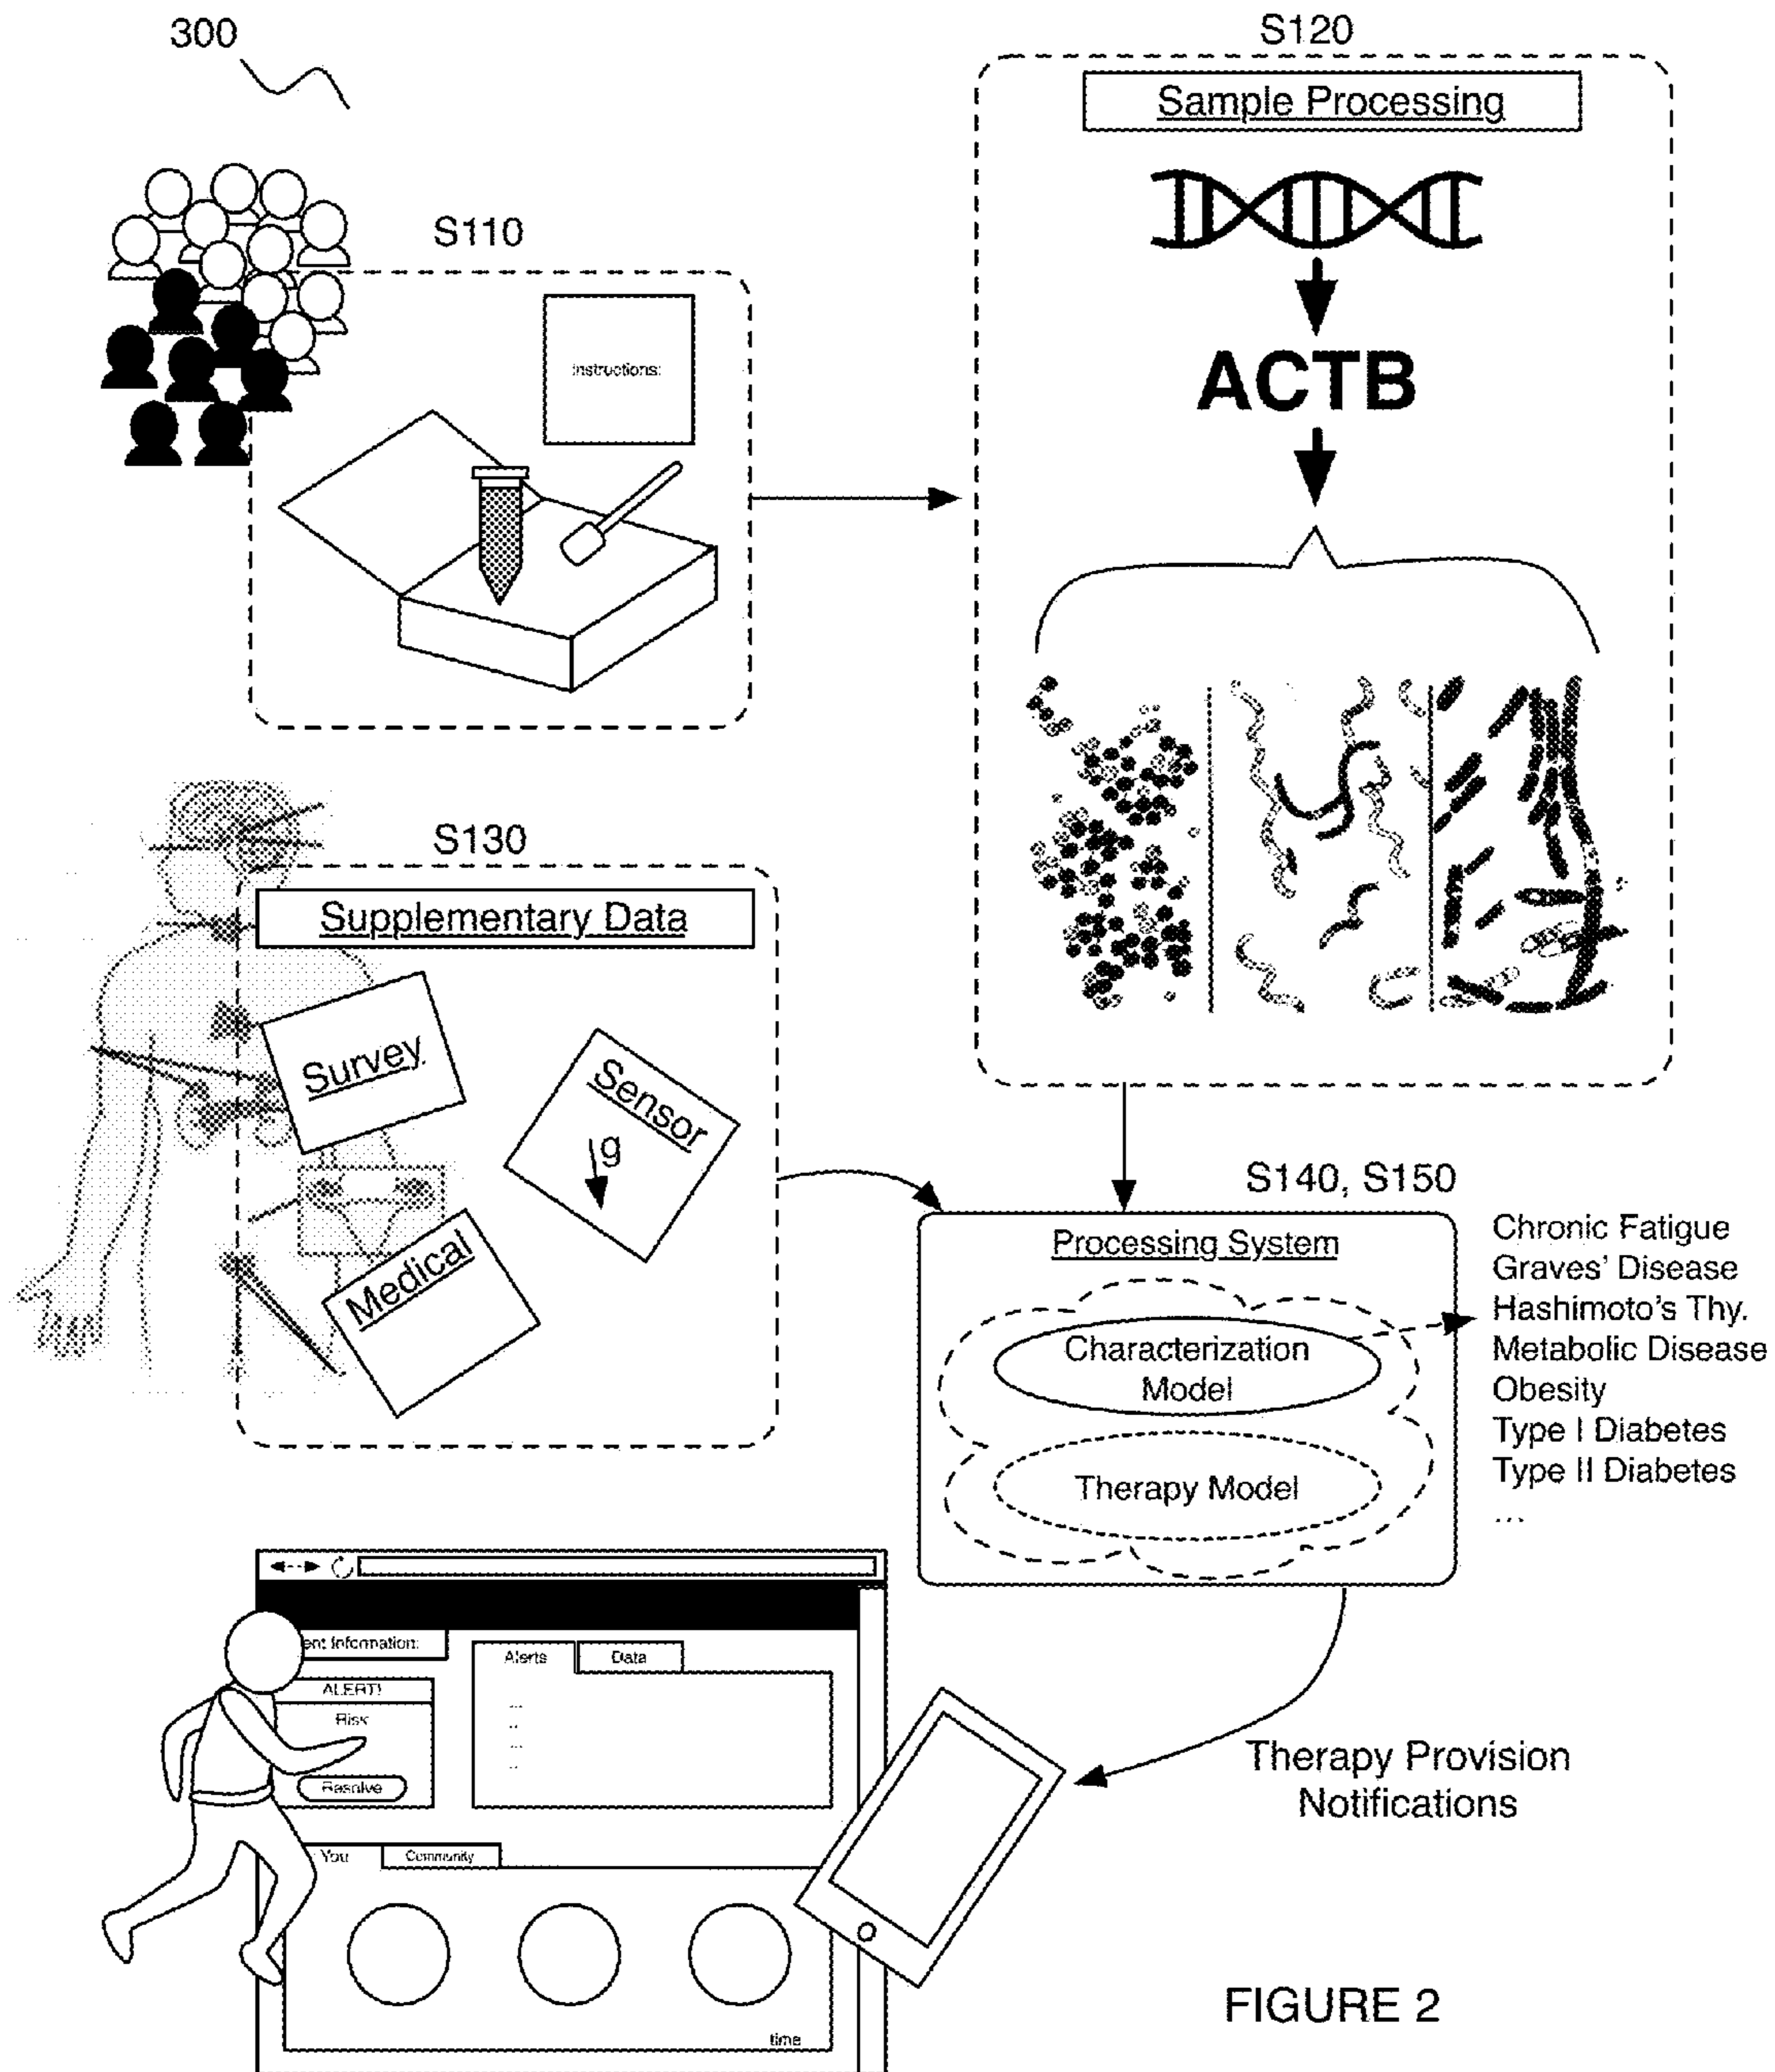 300
S110
Instructions:
S120
Sample Processing
ACTB
S130
Supplementary Data
Survey
Sensor
g
Medical
S140, S150
Processing System
Characterization
Model
Therapy Model
Chronic Fatigue
Graves' Disease
Hashimoto's Thy.
Metabolic Disease
Obesity
Type I Diabetes
Type II Diabetes
...
ent Information:
ALERT!
Risk
Resolve
Alerts
Data
...
..
...
..
You
Community
time
Therapy Provision
Notifications
FIGURE 2